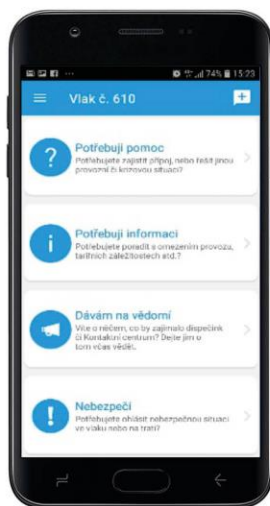 74% 15:23
Vlak č. 610
Potřebuji pomoc
Potřebujete zajistit přípoj, nebo řešit jinou
provozní či krizovou situaci?
Potřebuji informaci
Potřebujete poradit s omezením provozu,
tarifních záležitostech atd.?
Dávám na vědomí
Víte o něčem, co by zajímalo dispečink
či Kontaktní centrum? Dejte jim o
tom včas vědět.
Nebezpečí
Potřebujete ohlásit nebezpečnou situaci
ve vlaku nebo na trati?